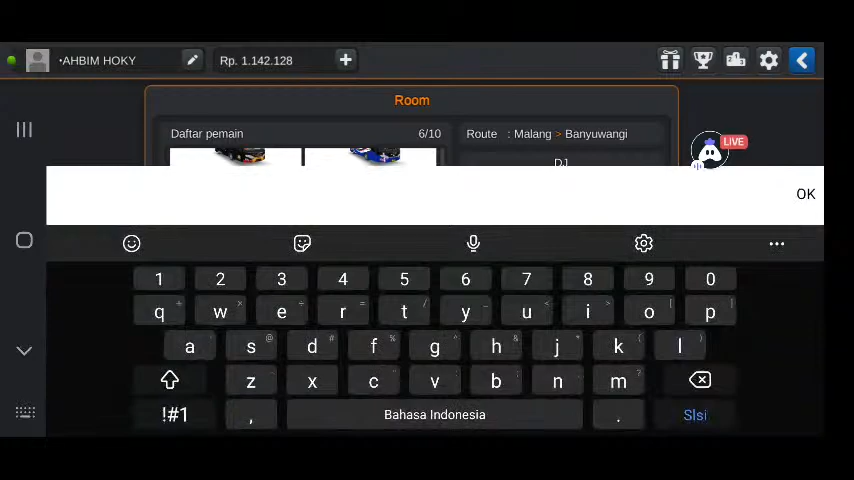 •AHBIM HOKY
Rp. 1.142.128
Room
Daftar pemain
6/10
Route : Malang > Banyuwangi
DJ
LIVE
OK
1 2 3 4 5 6 7 8 9 0
q w e r t y u i o p
a s d f g h j k l
z x c v b n m
!#1 , Bahasa Indonesia . Slsi